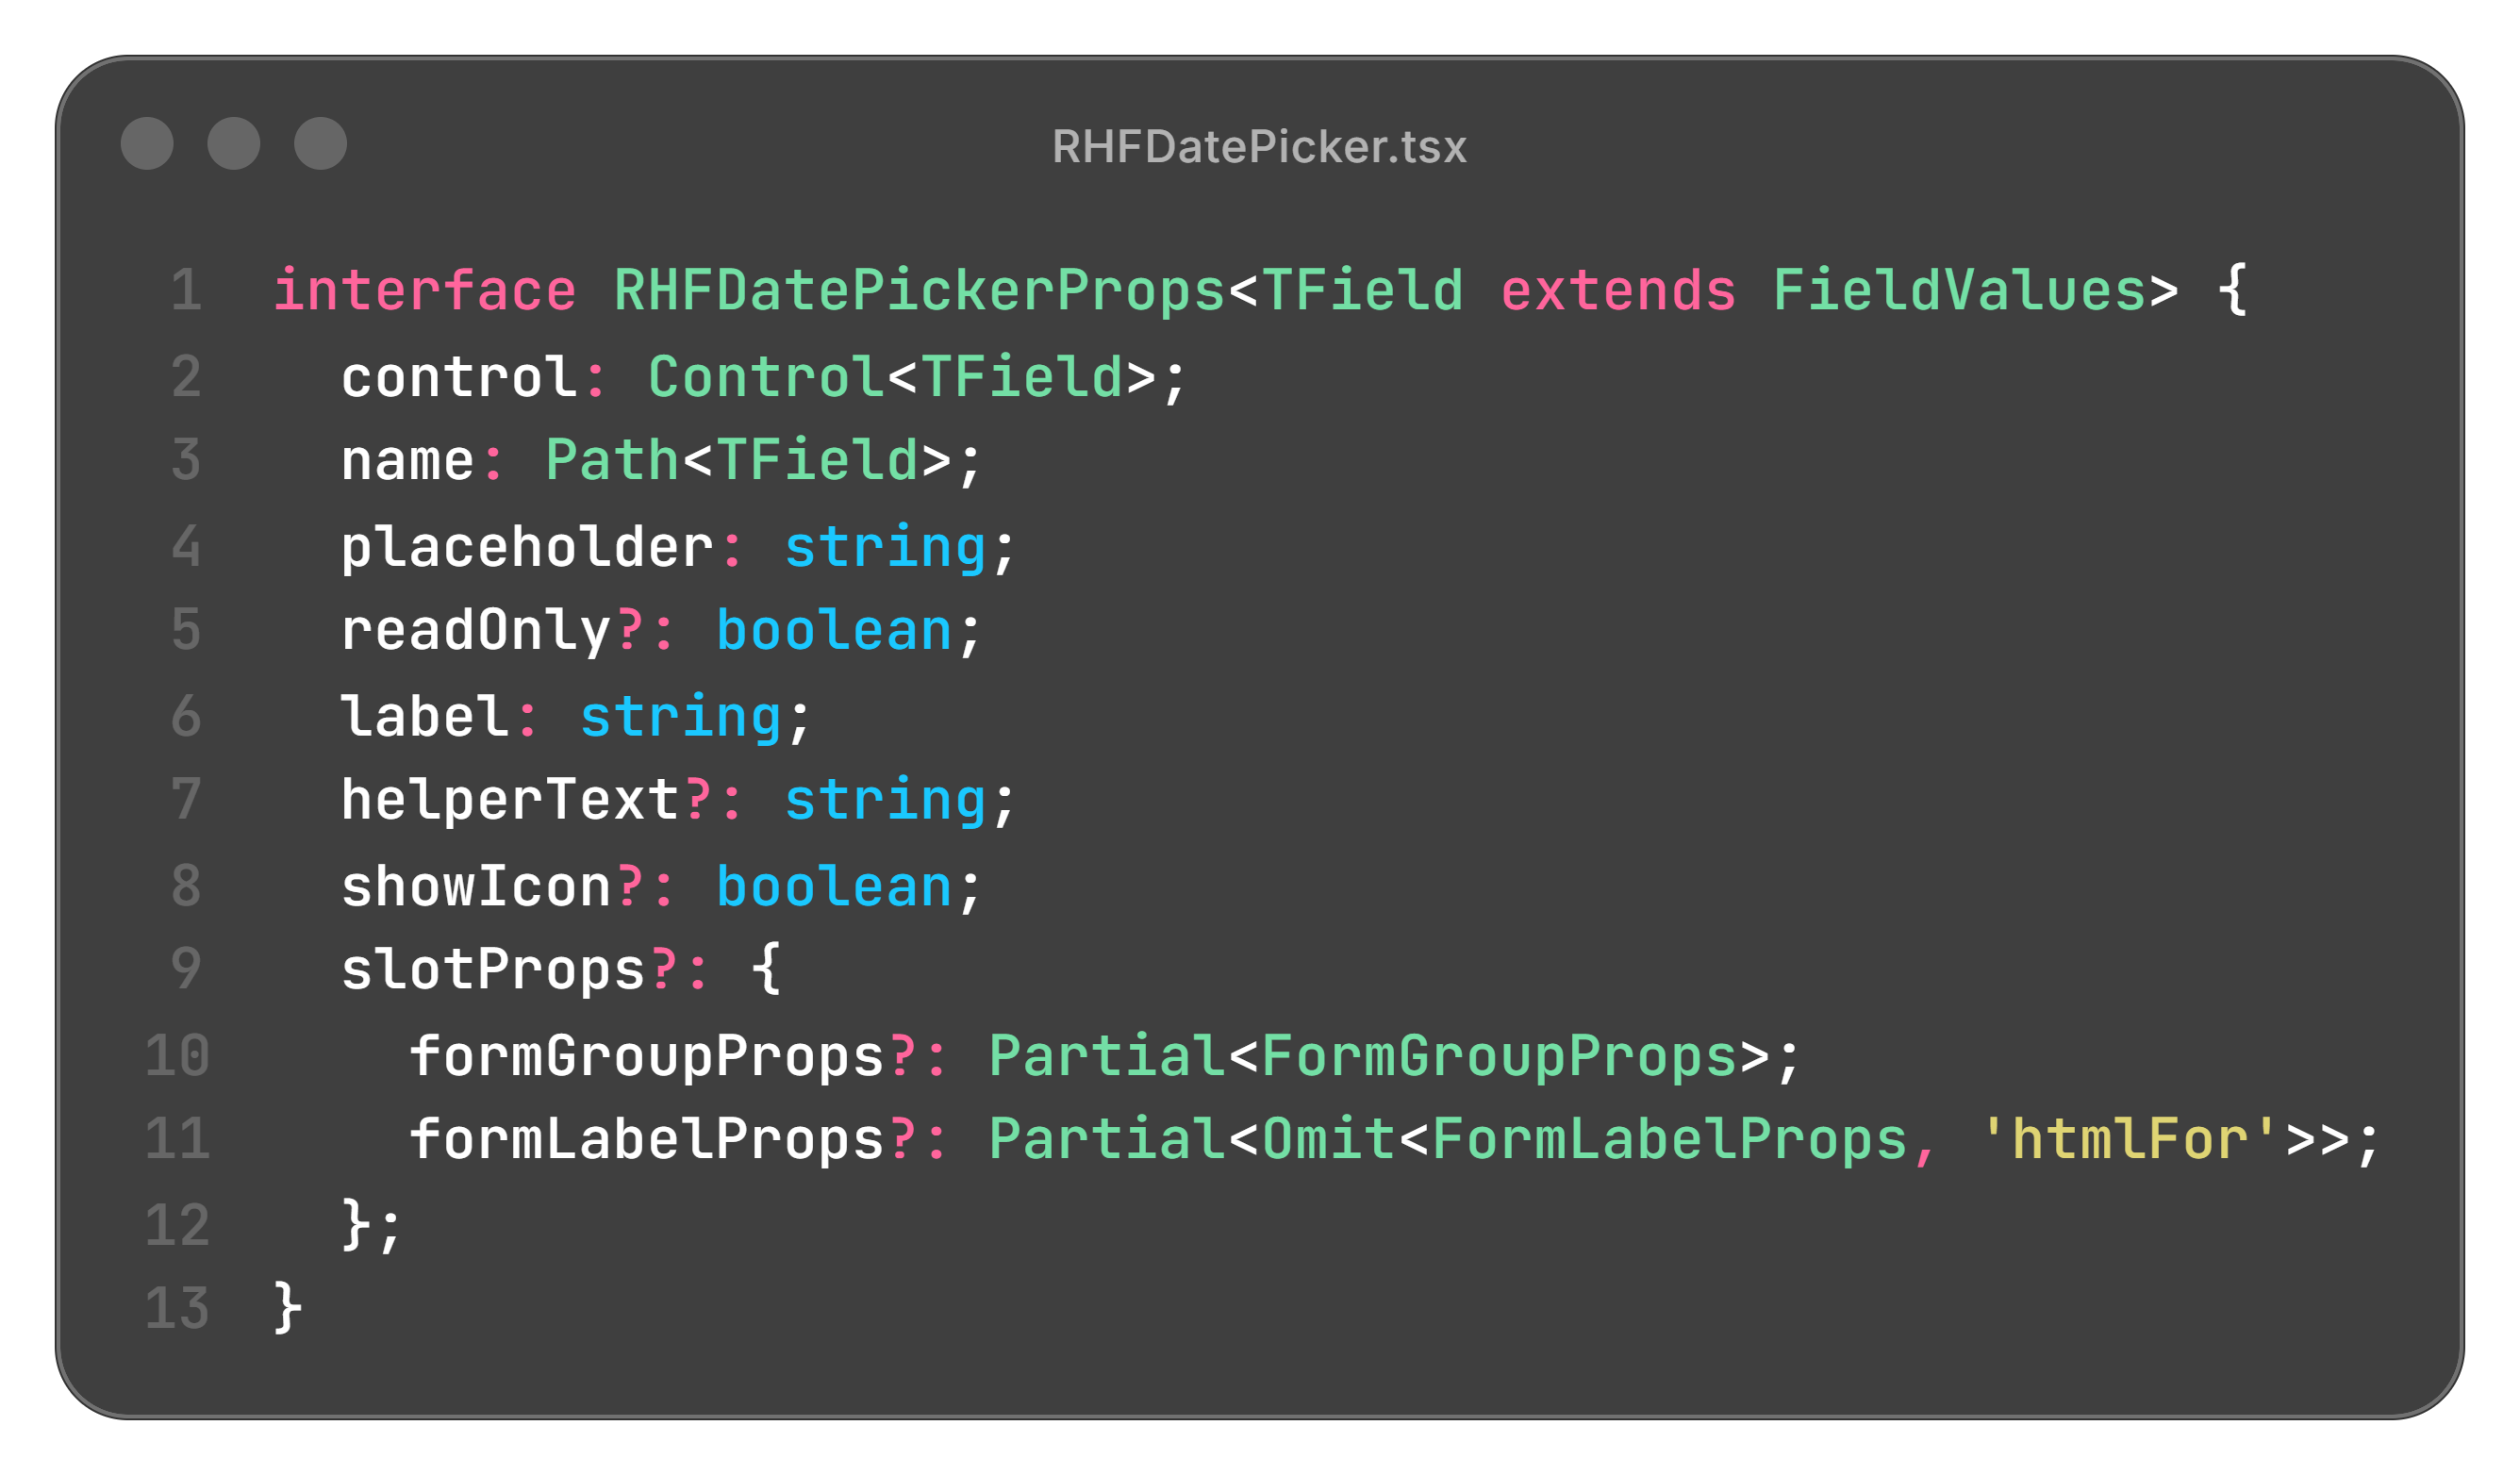 RHFDatePicker.tsx
1 interface RHFDatePickerProps<TField extends FieldValues> {
2   control: Control<TField>;
3   name: Path<TField>;
4   placeholder: string;
5   readOnly?: boolean;
6   label: string;
7   helperText?: string;
8   showIcon?: boolean;
9   slotProps?: {
10     formGroupProps?: Partial<FormGroupProps>;
11     formLabelProps?: Partial<Omit<FormLabelProps, 'htmlFor'>>;
12   };
13 }